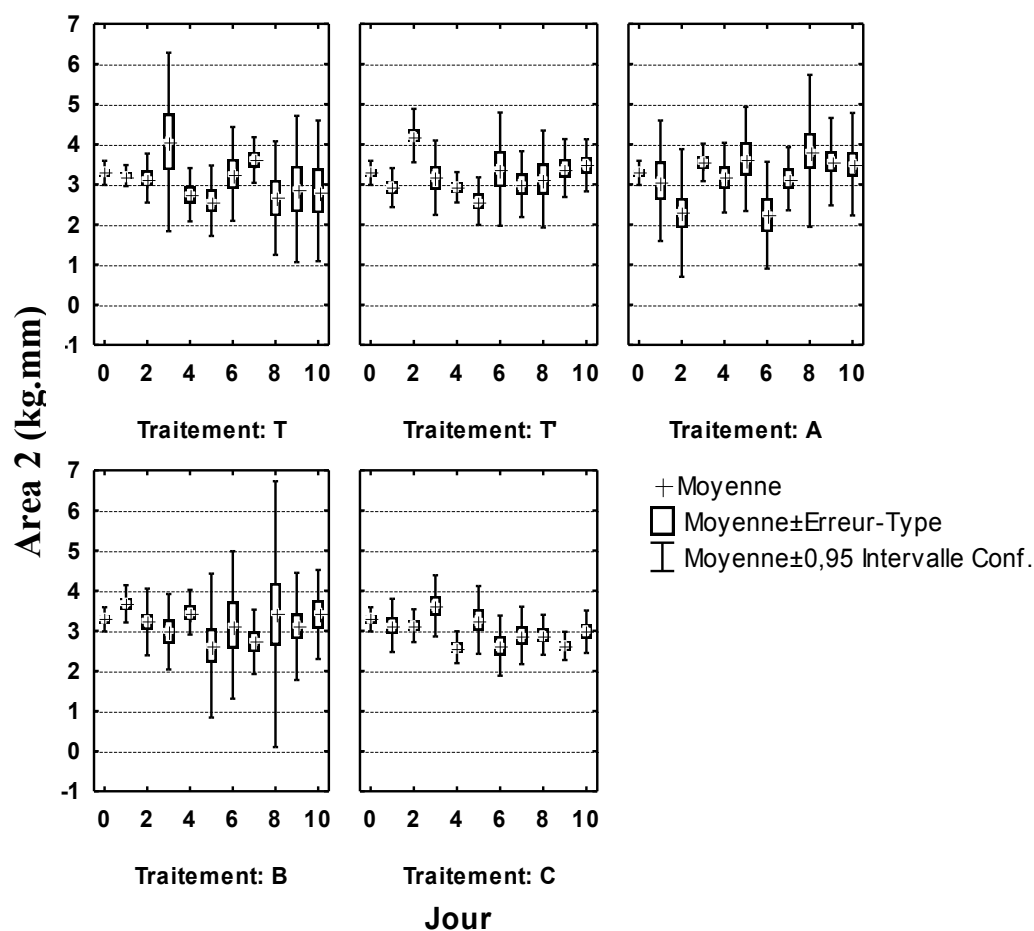 Area 2 (kg.mm)
7
6
5
4
3
2
1
0
-1
0 2 4 6 8 10
0 2 4 6 8 10
0 2 4 6 8 10
Traitement: T
Traitement: T'
Traitement: A
7
6
5
4
3
2
1
0
-1
0 2 4 6 8 10
0 2 4 6 8 10
Traitement: B
Traitement: C
Moyenne
Moyenne±Erreur-Type
Moyenne±0,95 Intervalle Conf.
Jour